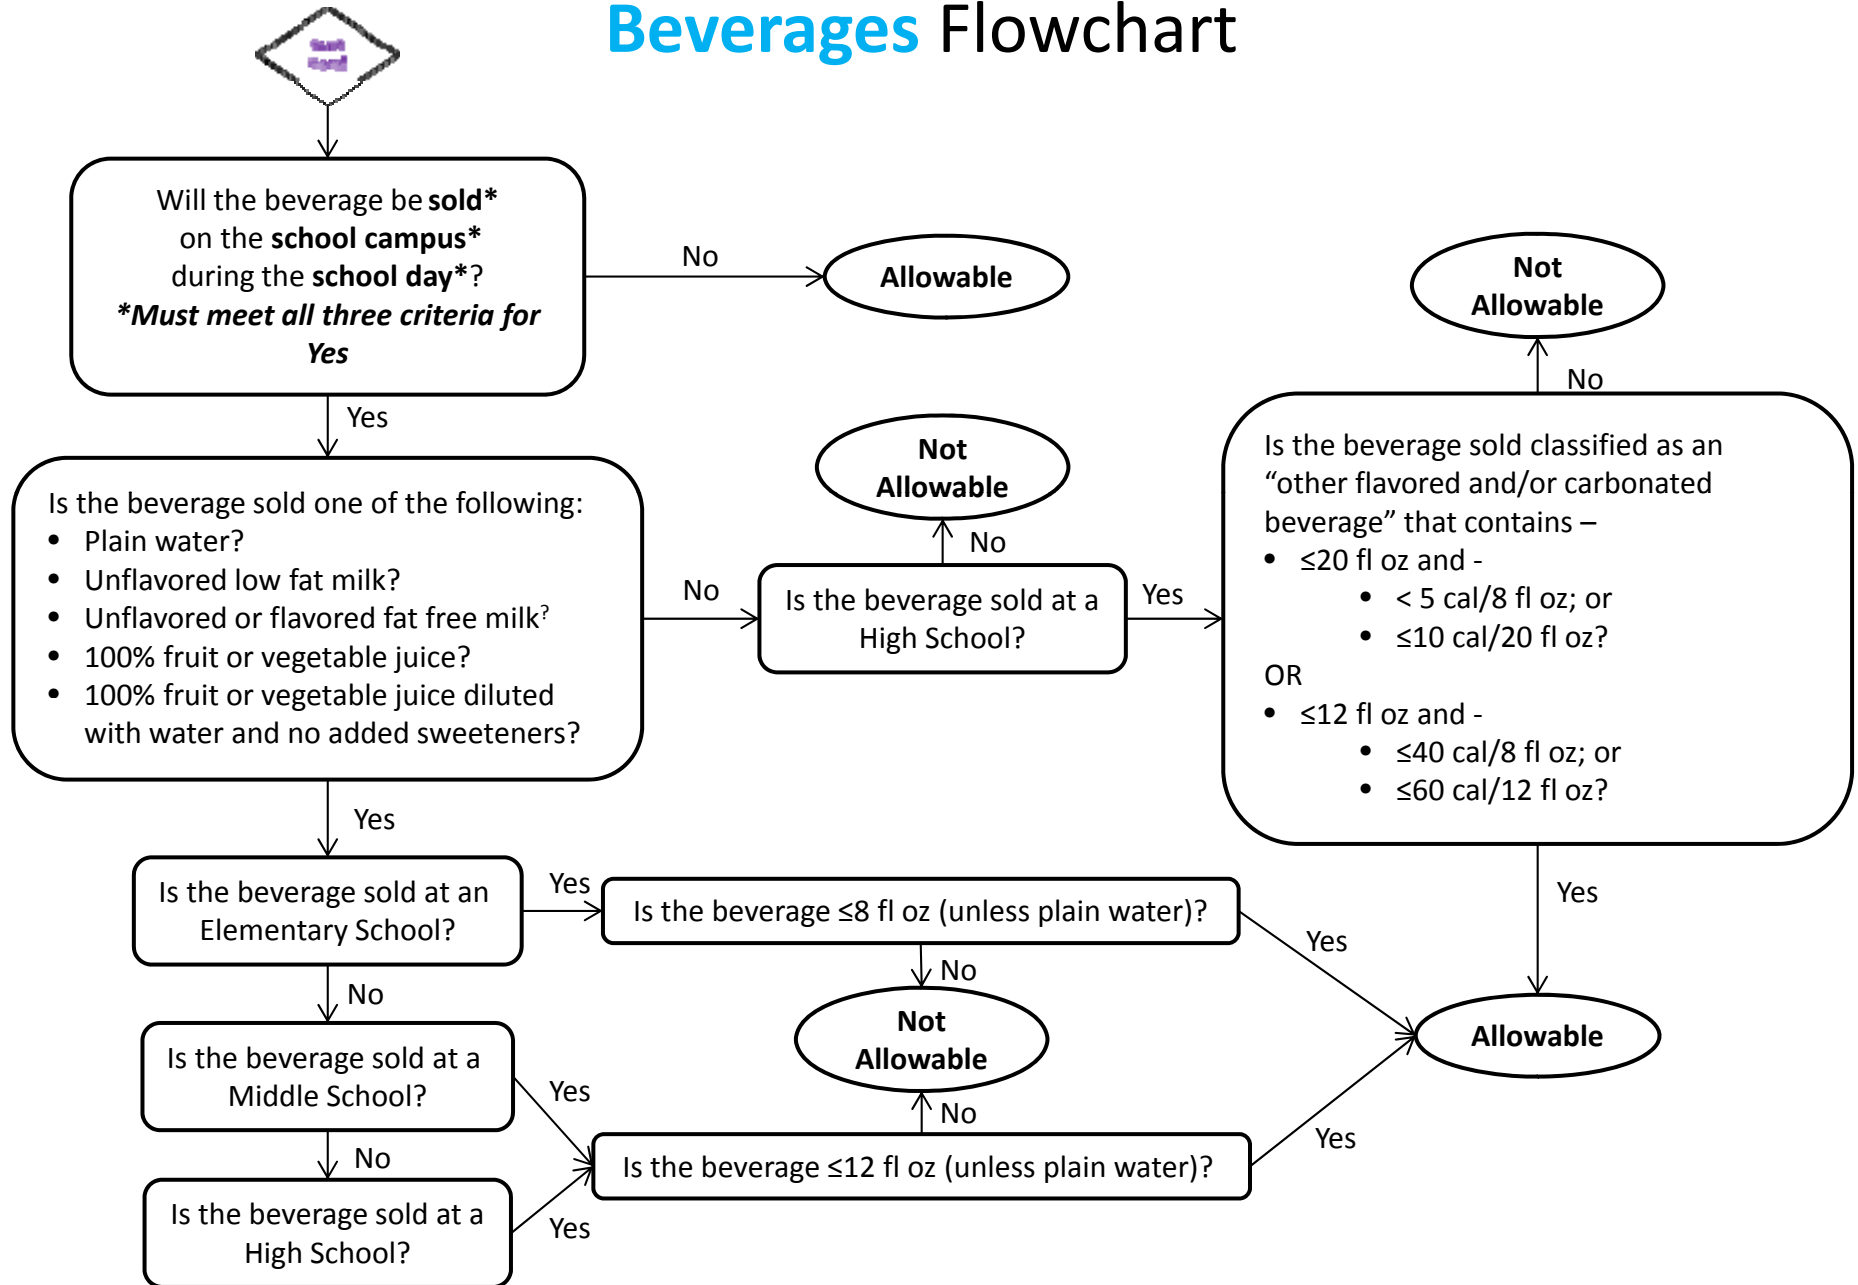 Beverages Flowchart
Will the beverage be sold*
on the school campus*
during the school day*?
*Must meet all three criteria for
Yes
No
Allowable
Not
Allowable
No
Yes
Is the beverage sold one of the following:
• Plain water?
• Unflavored low fat milk?
• Unflavored or flavored fat free milk?
• 100% fruit or vegetable juice?
• 100% fruit or vegetable juice diluted
with water and no added sweeteners?
No
Not
Allowable
No
Is the beverage sold at a
High School?
Yes
Is the beverage sold classified as an
“other flavored and/or carbonated
beverage” that contains –
• ≤20 fl oz and -
• < 5 cal/8 fl oz; or
• ≤10 cal/20 fl oz?
OR
• ≤12 fl oz and -
• ≤40 cal/8 fl oz; or
• ≤60 cal/12 fl oz?
Yes
Yes
Is the beverage sold at an
Elementary School?
Yes
Is the beverage ≤8 fl oz (unless plain water)?
Yes
No
No
Not
Allowable
Allowable
Is the beverage sold at a
Middle School?
Yes
No
No
Is the beverage ≤12 fl oz (unless plain water)?
Yes
Is the beverage sold at a
High School?
Yes